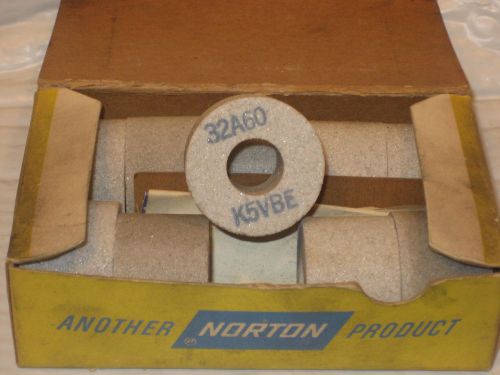 32A60
K5VBE
ANOTHER NORTON PRODUCT
®